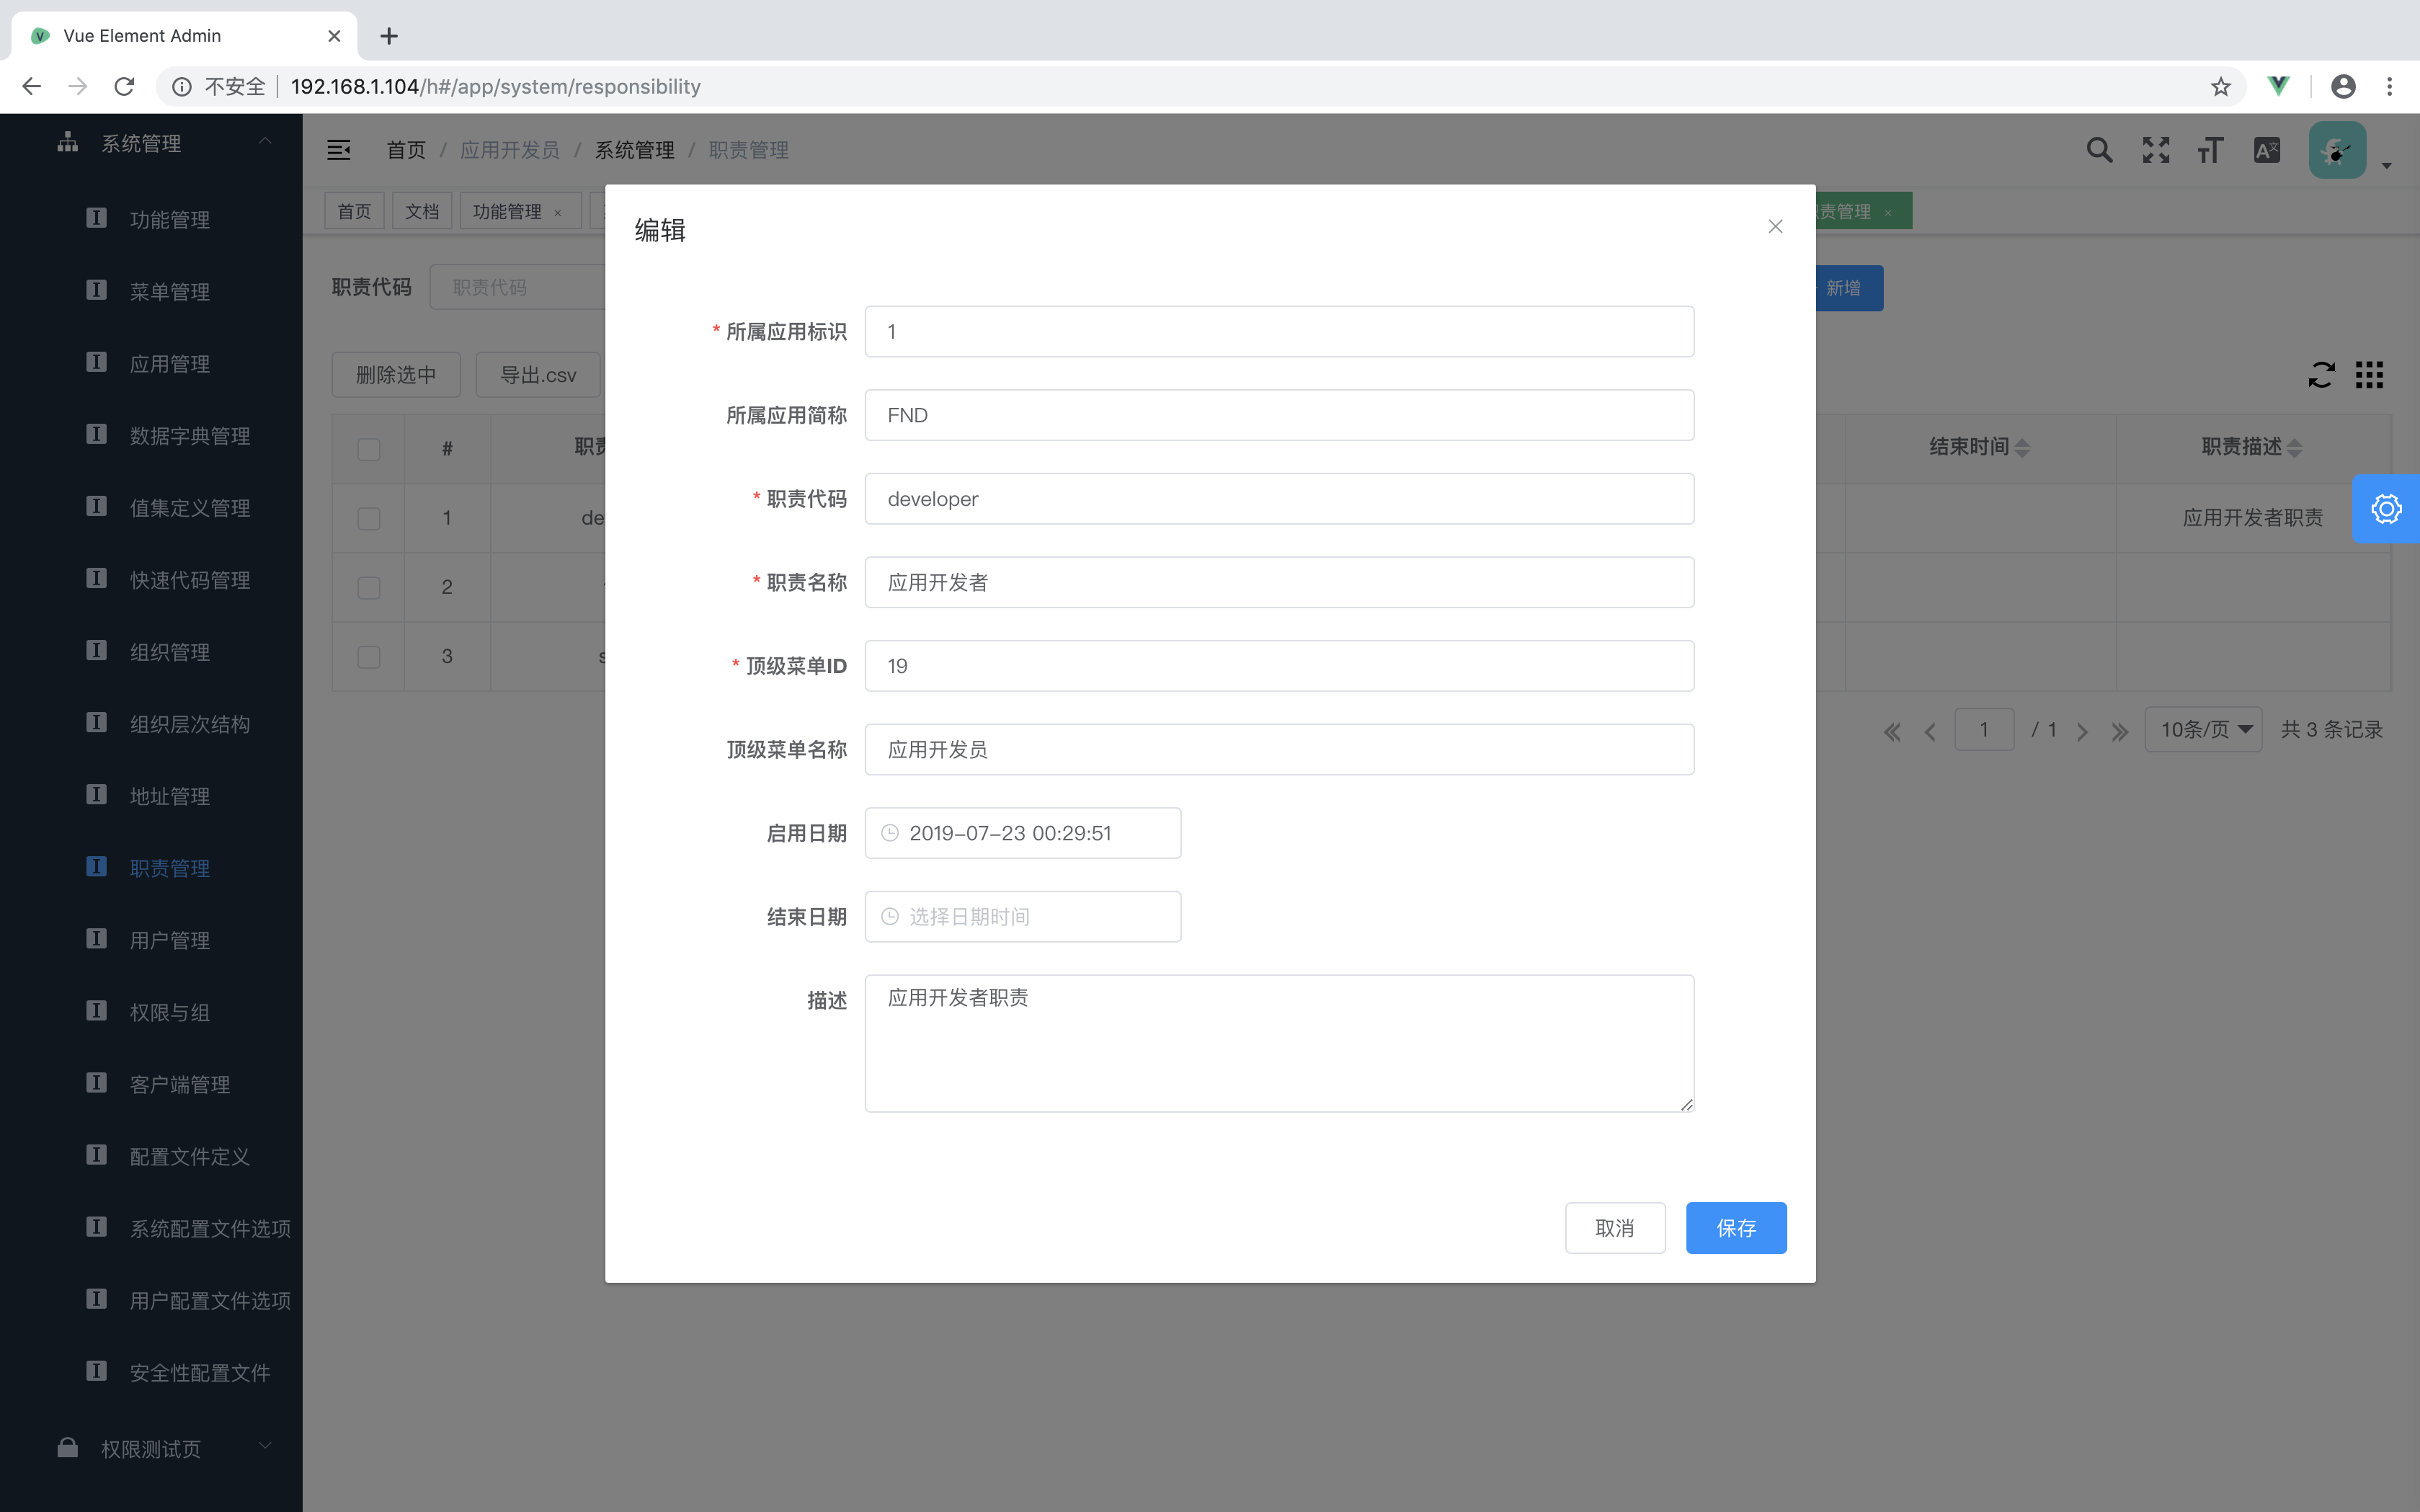 Vue Element Admin
不安全
192.168.1.104/h#/app/system/responsibility
系统管理
功能管理
菜单管理
应用管理
数据字典管理
值集定义管理
快速代码管理
组织管理
组织层次结构
地址管理
职责管理
用户管理
权限与组
客户端管理
配置文件定义
系统配置文件选项
用户配置文件选项
安全性配置文件
权限测试页
首页 / 应用开发员 / 系统管理 / 职责管理
首页
文档
功能管理 ×
责管理 ×
职责代码
职责代码
新增
删除选中
导出.csv
#
职责
结束时间
职责描述
1
de
应用开发者职责
2
3
s
1 / 1
10条/页
共 3 条记录
编辑
* 所属应用标识
1
所属应用简称
FND
* 职责代码
developer
* 职责名称
应用开发者
* 顶级菜单ID
19
顶级菜单名称
应用开发员
启用日期
2019-07-23 00:29:51
结束日期
选择日期时间
描述
应用开发者职责
取消
保存